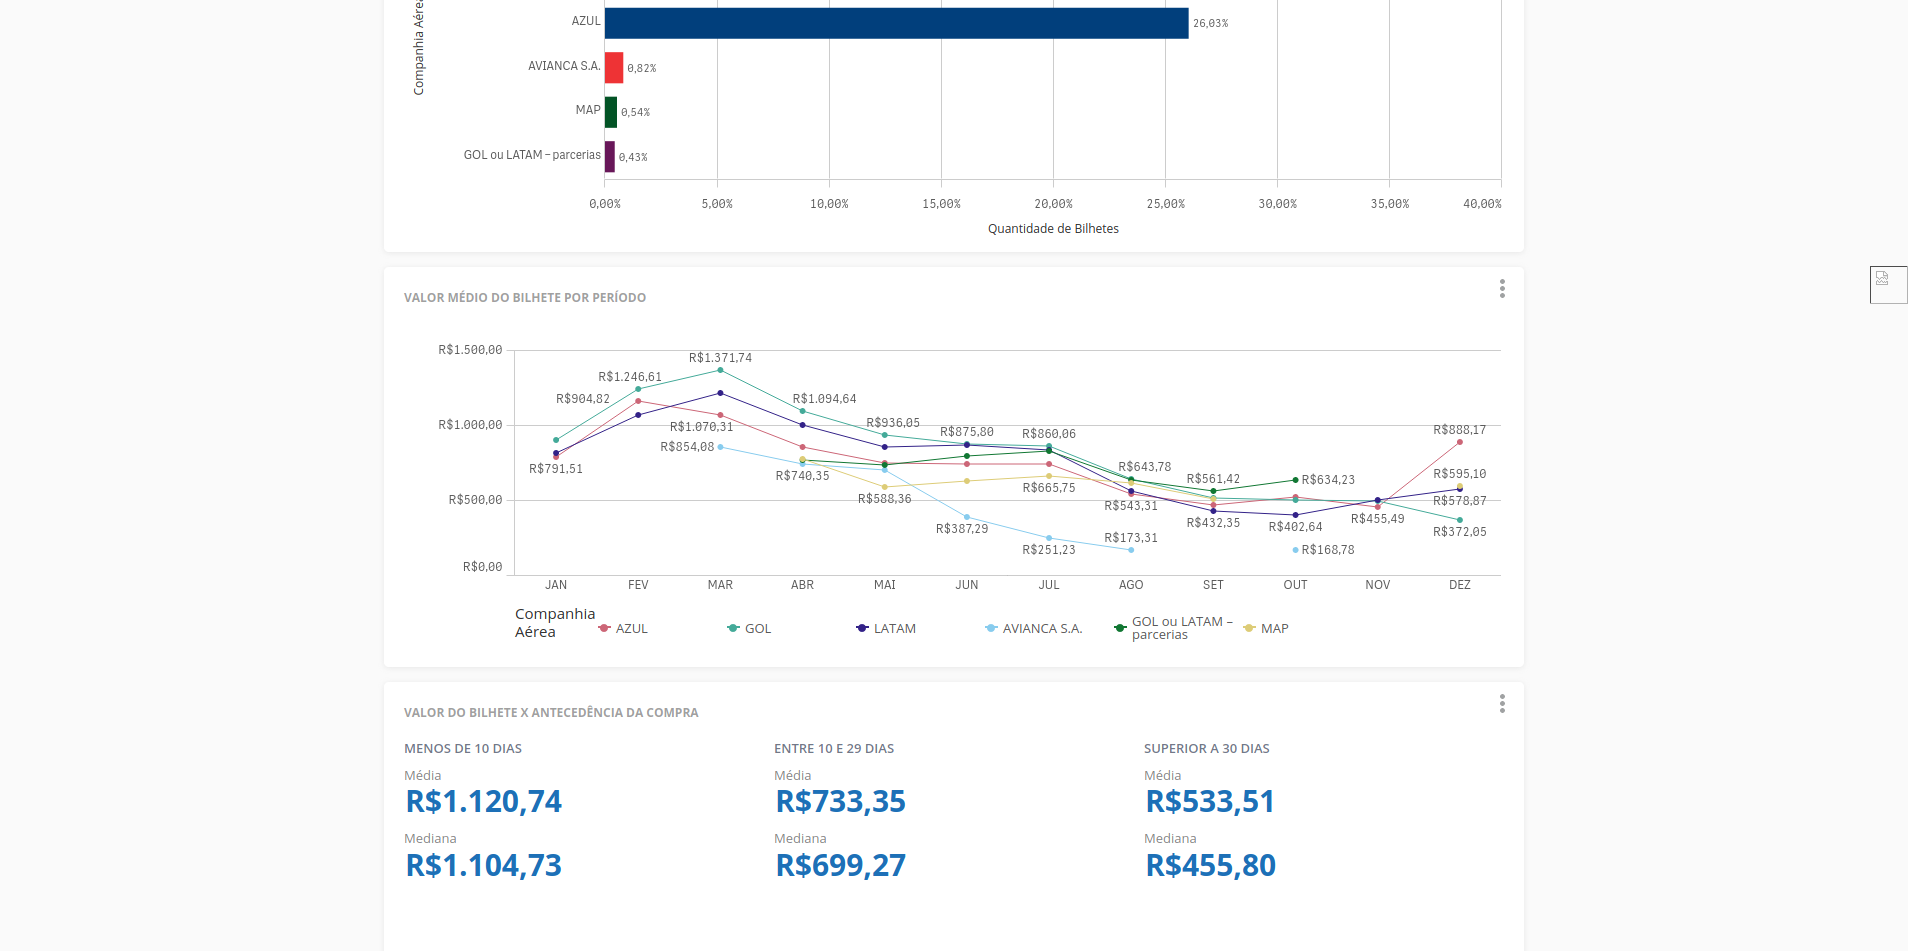 Companhia Aérea
AZUL
26,03%
AVIANCA S.A.
0,82%
MAP
0,54%
GOL ou LATAM – parcerias
0,43%
0,00% 5,00% 10,00% 15,00% 20,00% 25,00% 30,00% 35,00% 40,00%
Quantidade de Bilhetes
VALOR MÉDIO DO BILHETE POR PERÍODO
R$1.500,00
R$1.000,00
R$500,00
R$0,00
R$1.371,74
R$1.246,61
R$904,82
R$1.094,64
R$1.070,31
R$936,05
R$875,80
R$860,06
R$888,17
R$854,08
R$791,51
R$740,35
R$643,78
R$561,42
R$634,23
R$595,10
R$588,36
R$665,75
R$543,31
R$578,87
R$432,35
R$402,64
R$455,49
R$387,29
R$173,31
R$372,05
R$251,23
R$168,78
JAN FEV MAR ABR MAI JUN JUL AGO SET OUT NOV DEZ
Companhia
Aérea
AZUL
GOL
LATAM
AVIANCA S.A.
GOL ou LATAM –
parcerias
MAP
VALOR DO BILHETE X ANTECEDÊNCIA DA COMPRA
MENOS DE 10 DIAS
Média
R$1.120,74
Mediana
R$1.104,73
ENTRE 10 E 29 DIAS
Média
R$733,35
Mediana
R$699,27
SUPERIOR A 30 DIAS
Média
R$533,51
Mediana
R$455,80